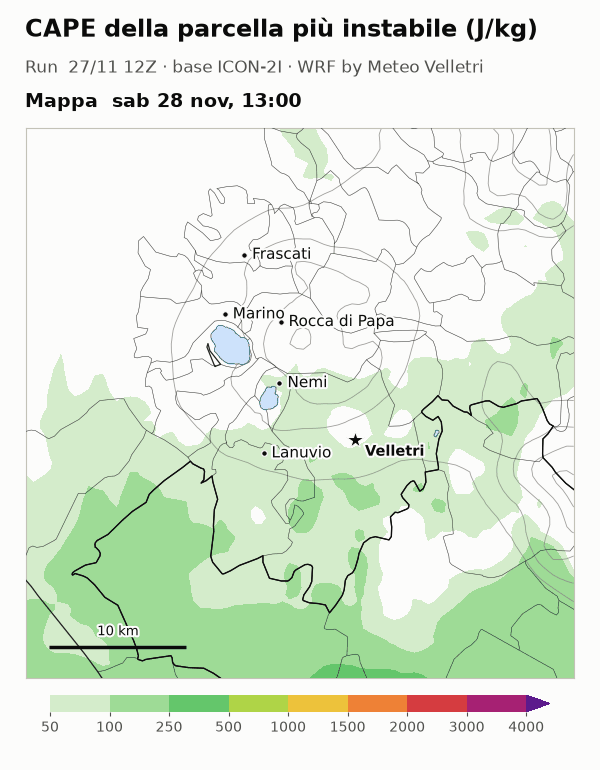 CAPE della parcella più instabile (J/kg)
Run  27/11 12Z · base ICON-2I · WRF by Meteo Velletri
Mappa  sab 28 nov, 13:00
Frascati
Marino
Rocca di Papa
Nemi
Velletri
Lanuvio
10 km
50 100 250 500 1000 1500 2000 3000 4000